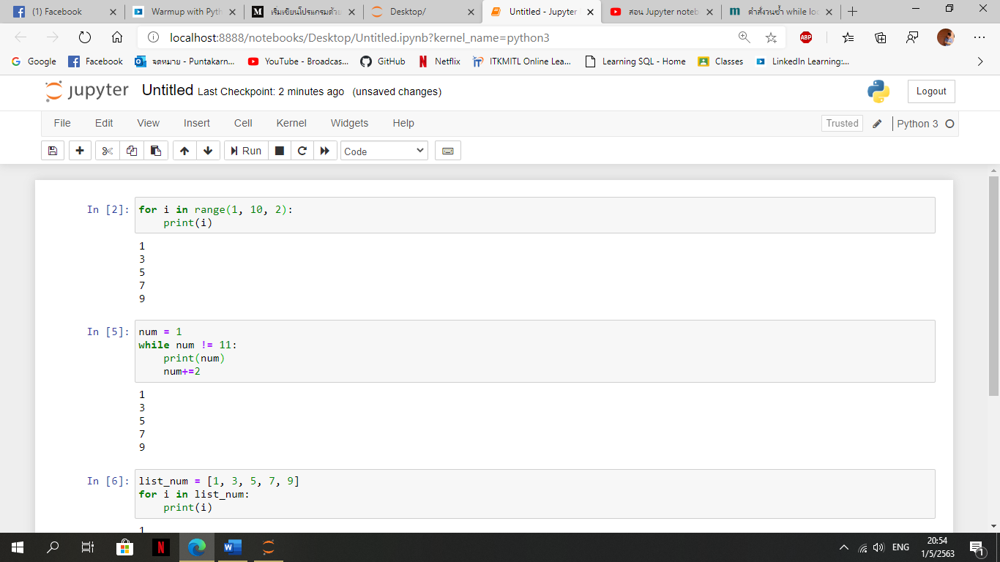 (1) Facebook
Warmup with Pyth
เริ่มเขียนโปรแกรมด้วย
Desktop/
Untitled - Jupyter
สอน Jupyter noteb
คำสั่งวนซ้ำ while loo
localhost:8888/notebooks/Desktop/Untitled.ipynb?kernel_name=python3
ABP
Google
Facebook
จดหมาย - Puntakarn...
YouTube - Broadcas...
GitHub
Netflix
ITKMITL Online Lea...
Learning SQL - Home
Classes
LinkedIn Learning:...
jupyter Untitled Last Checkpoint: 2 minutes ago (unsaved changes)
Logout
File Edit View Insert Cell Kernel Widgets Help
Trusted
Python 3
Run
Code
In [2]: for i in range(1, 10, 2):
print(i)
1
3
5
7
9
In [5]: num = 1
while num != 11:
print(num)
num+=2
1
3
5
7
9
In [6]: list_num = [1, 3, 5, 7, 9]
for i in list_num:
print(i)
1
ENG
20:54
1/5/2563
1